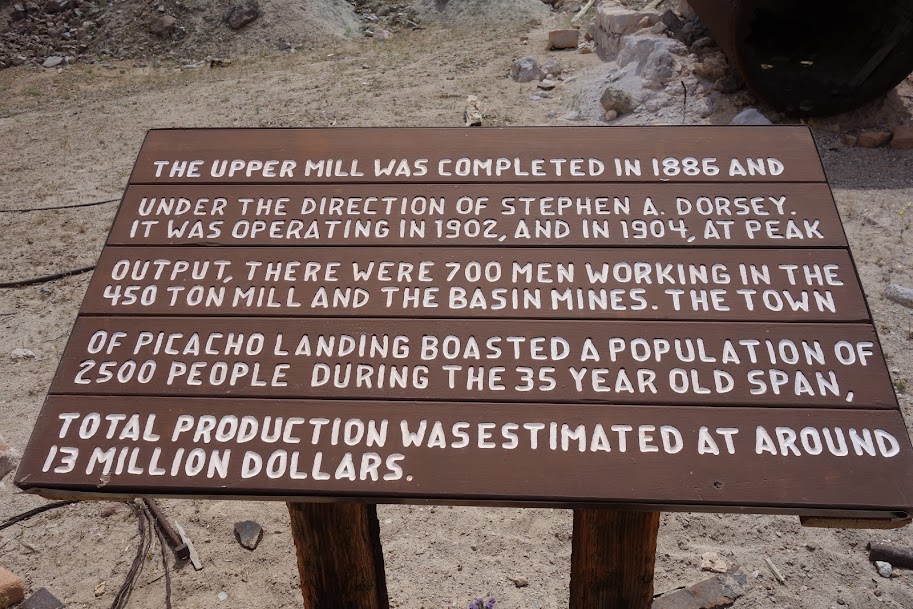 THE UPPER MILL WAS COMPLETED IN 1886 AND
UNDER THE DIRECTION OF STEPHEN A. DORSEY.
IT WAS OPERATING IN 1902, AND IN 1904, AT PEAK
OUTPUT, THERE WERE 700 MEN WORKING IN THE
450 TON MILL AND THE BASIN MINES. THE TOWN
OF PICACHO LANDING BOASTED A POPULATION OF
2500 PEOPLE DURING THE 35 YEAR OLD SPAN,
TOTAL PRODUCTION WAS ESTIMATED AT AROUND
13 MILLION DOLLARS.